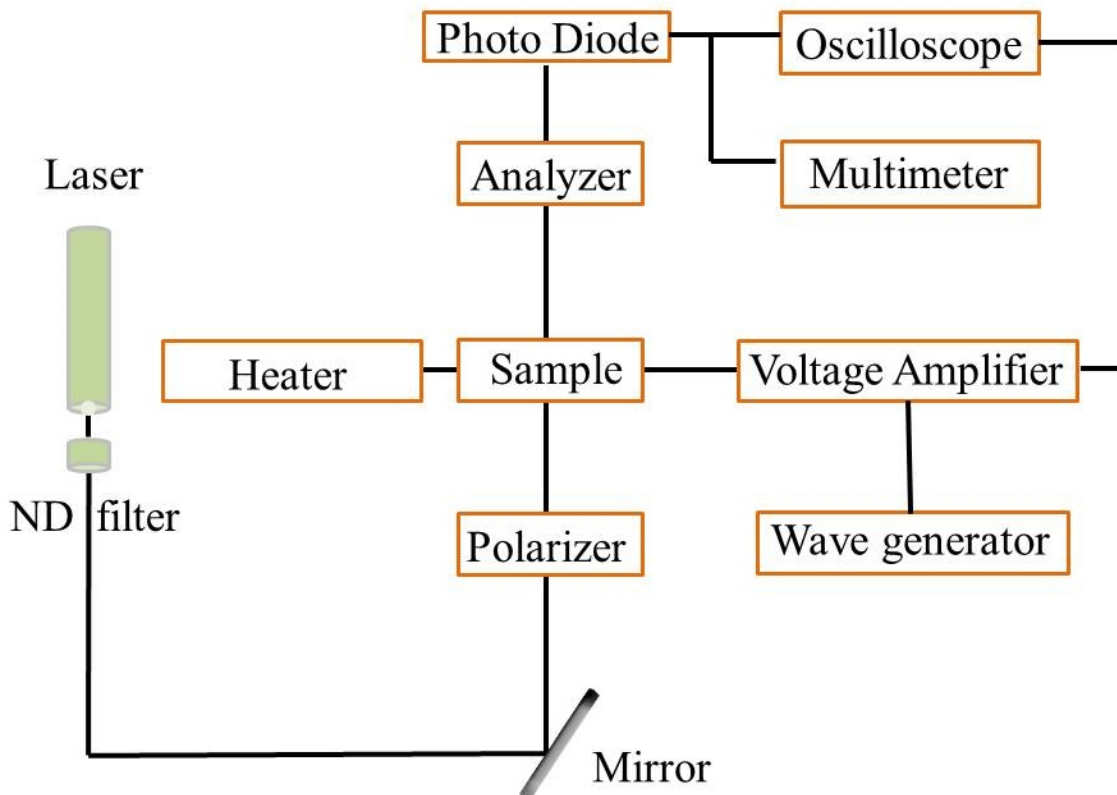 Photo Diode
Oscilloscope
Analyzer
Multimeter
Laser
Heater
Sample
Voltage Amplifier
ND filter
Polarizer
Wave generator
Mirror